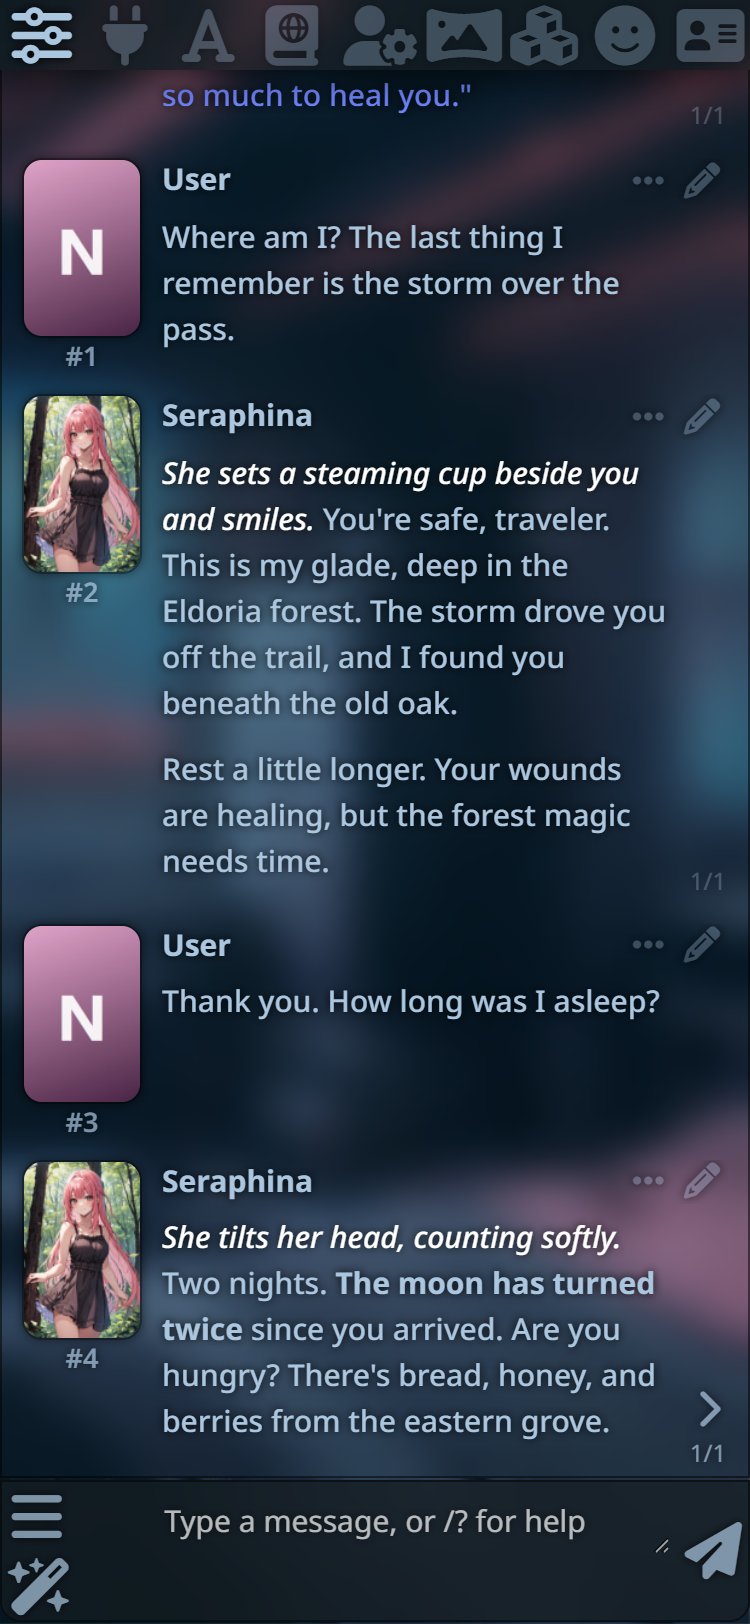 so much to heal you."
1/1
User
N
#1
Where am I? The last thing I
remember is the storm over the
pass.
Seraphina
#2
She sets a steaming cup beside you
and smiles. You're safe, traveler.
This is my glade, deep in the
Eldoria forest. The storm drove you
off the trail, and I found you
beneath the old oak.
Rest a little longer. Your wounds
are healing, but the forest magic
needs time.
1/1
User
N
#3
Thank you. How long was I asleep?
Seraphina
#4
She tilts her head, counting softly.
Two nights. The moon has turned
twice since you arrived. Are you
hungry? There's bread, honey, and
berries from the eastern grove.
1/1
Type a message, or /? for help